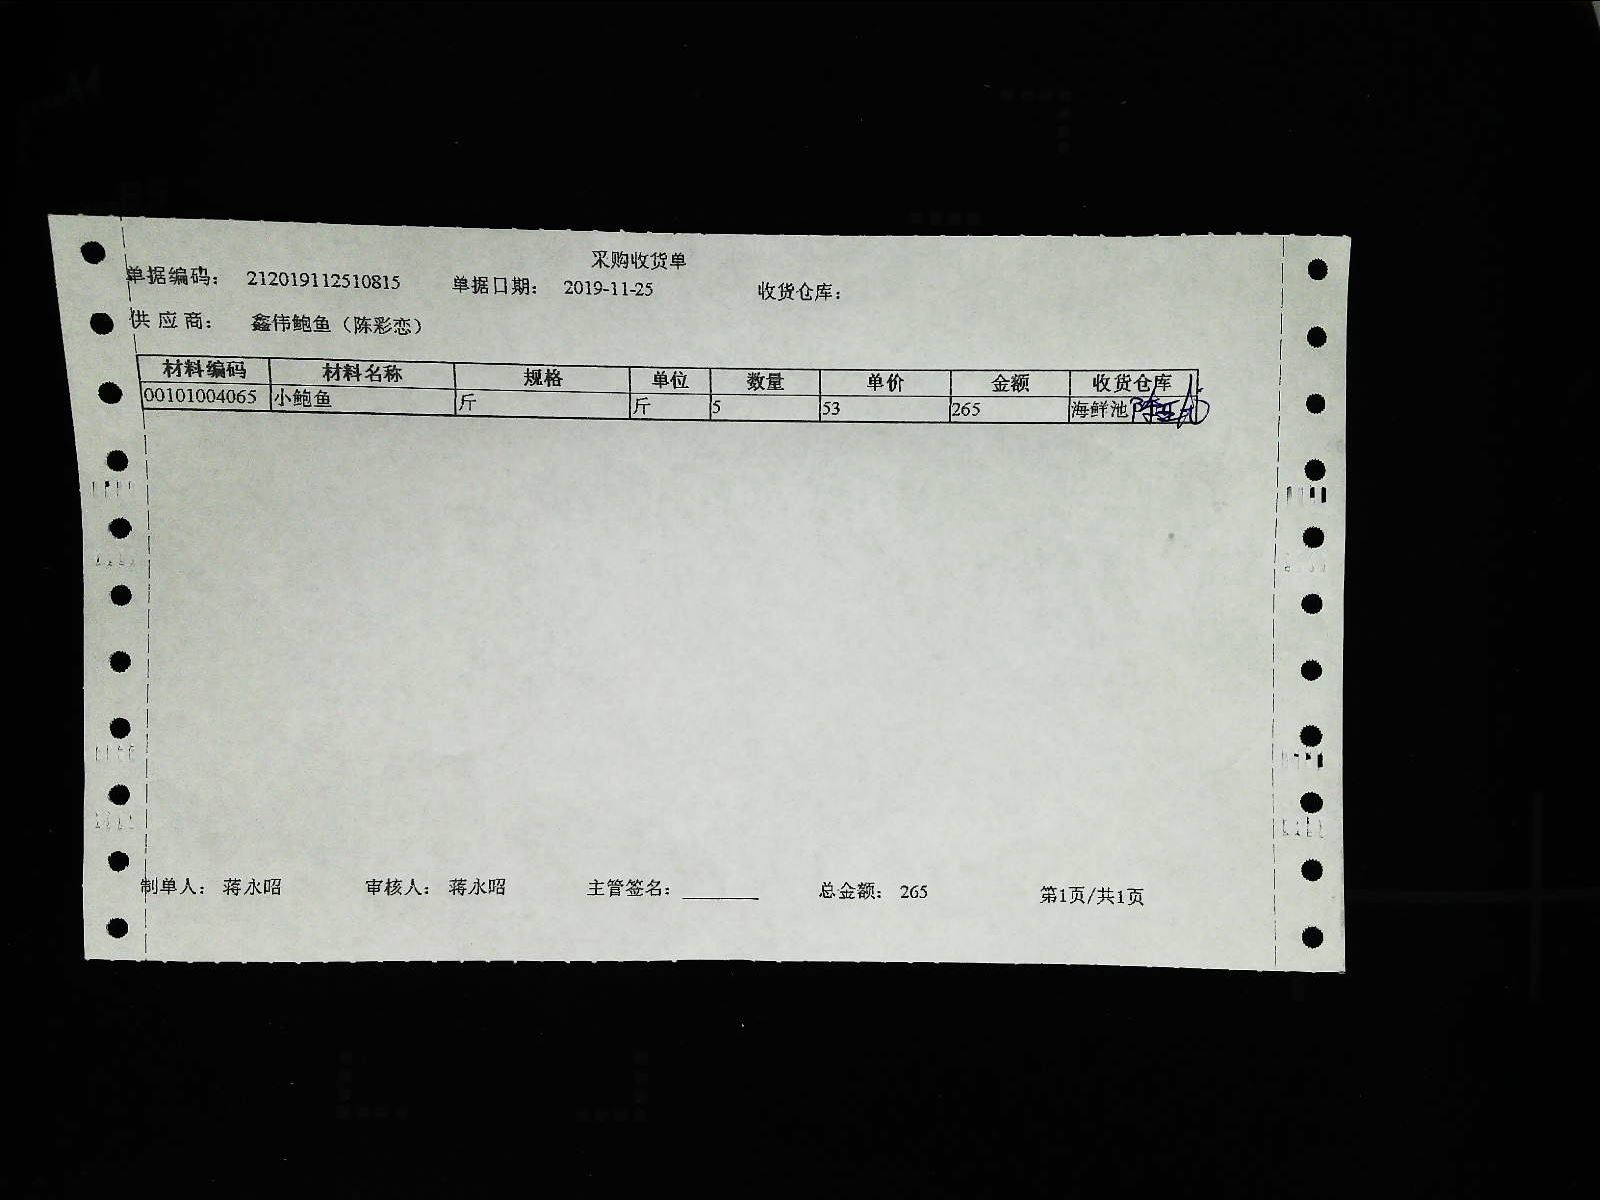 采购收货单
单据编码： 212019112510815 单据日期： 2019-11-25 收货仓库：
供 应 商： 鑫伟鲍鱼（陈彩恋）
材料编码 材料名称 规格 单位 数量 单价 金额 收货仓库
00101004065 小鲍鱼 斤 斤 5 53 265 海鲜池
制单人： 蒋永昭 审核人： 蒋永昭 主管签名： 总金额： 265 第1页/共1页